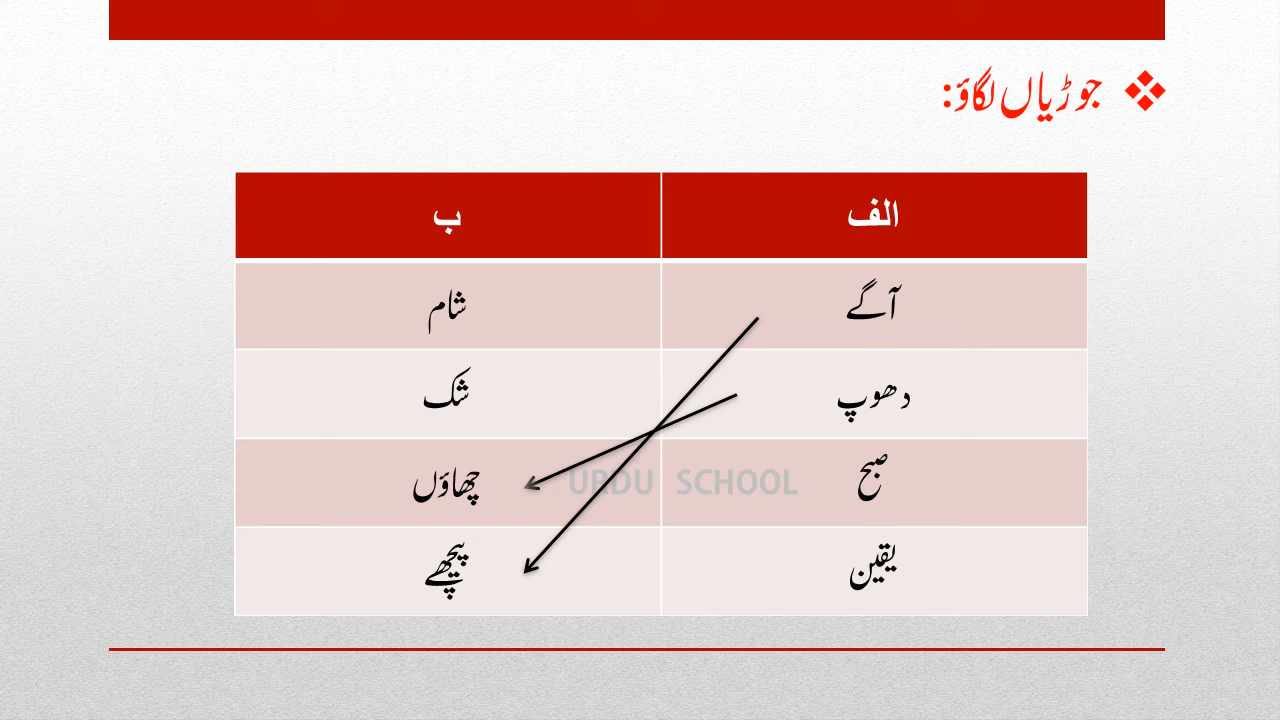 ❖ جوڑیاں لگاؤ:
الف ب
آگے شام
دھوپ شک
صبح چھاؤں
یقین پیچھے
URDU SCHOOL